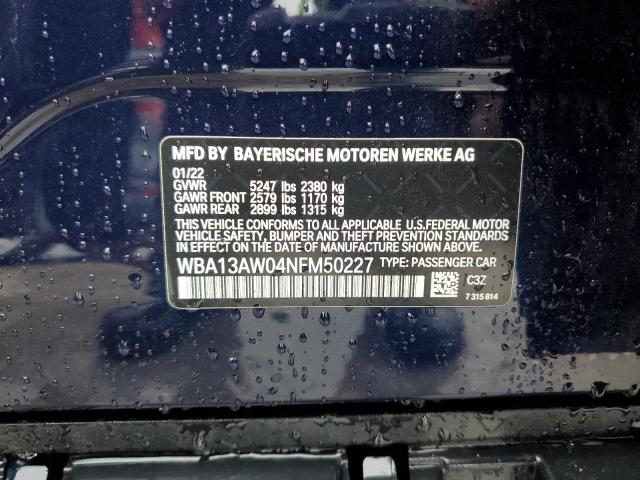 MFD BY BAYERISCHE MOTOREN WERKE AG
01/22
GVWR 5247 lbs 2380 kg
GAWR FRONT 2579 lbs 1170 kg
GAWR REAR 2899 lbs 1315 kg
THIS VEHICLE CONFORMS TO ALL APPLICABLE U.S.FEDERAL MOTOR
VEHICLE SAFETY, BUMPER AND THEFT PREVENTION STANDARDS
IN EFFECT ON THE DATE OF MANUFACTURE SHOWN ABOVE.
WBA13AW04NFM50227 TYPE: PASSENGER CAR
C3Z
7 315 814